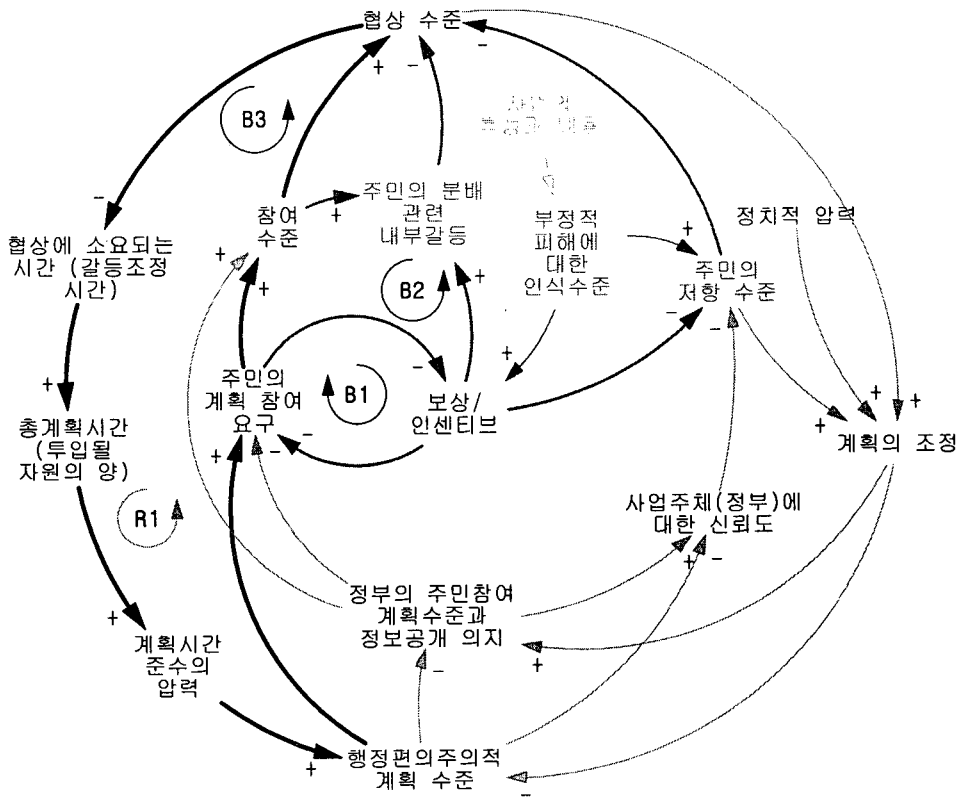 협상 수준
B3
주민의 분배
관련
내부갈등
참여
수준
부정적
피해에
대한
인식수준
정치적 압력
협상에 소요되는
시간 (갈등조정
시간)
주민의
저항 수준
B2
주민의
계획 참여
요구
B1
보상/
인센티브
총계획시간
(투입될
자원의 양)
계획의 조정
R1
사업주체(정부)에
대한 신뢰도
정부의 주민참여
계획수준과
정보공개 의지
계획시간
준수의
압력
행정편의주의적
계획 수준